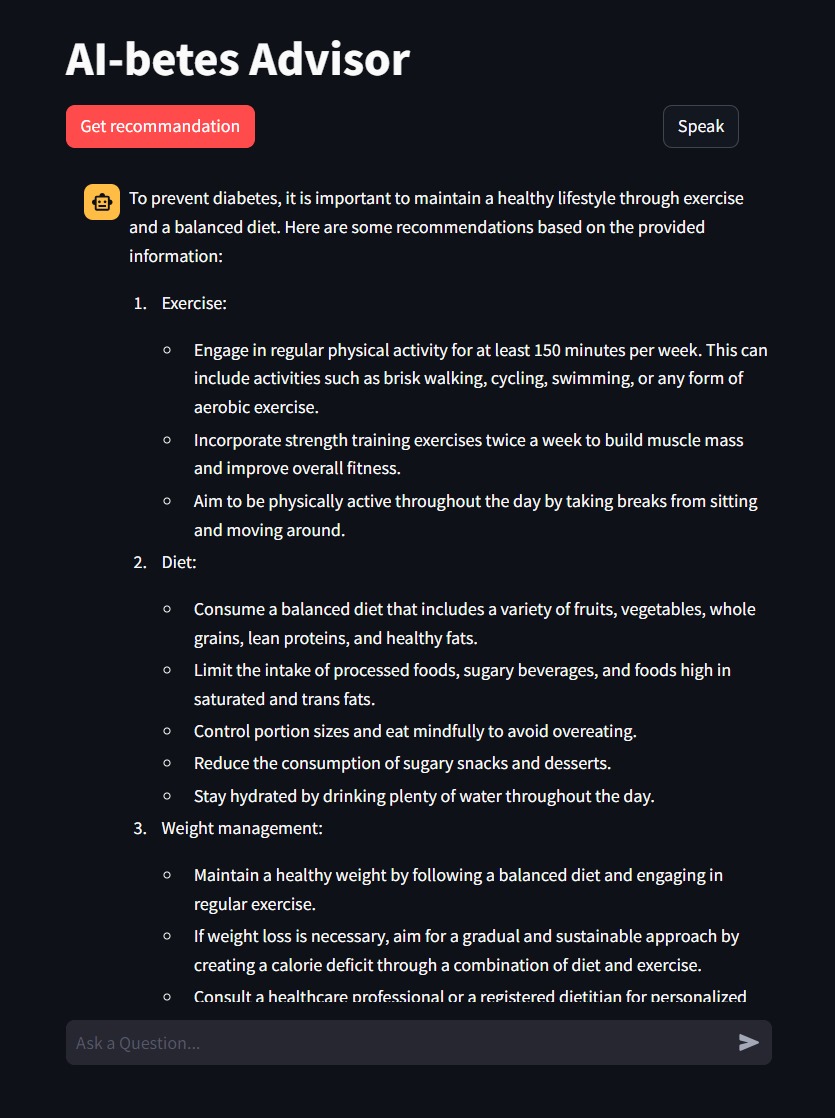 AI-betes Advisor
Get recommandation
Speak
To prevent diabetes, it is important to maintain a healthy lifestyle through exercise
and a balanced diet. Here are some recommendations based on the provided
information:
1. Exercise:
Engage in regular physical activity for at least 150 minutes per week. This can
include activities such as brisk walking, cycling, swimming, or any form of
aerobic exercise.
Incorporate strength training exercises twice a week to build muscle mass
and improve overall fitness.
Aim to be physically active throughout the day by taking breaks from sitting
and moving around.
2. Diet:
Consume a balanced diet that includes a variety of fruits, vegetables, whole
grains, lean proteins, and healthy fats.
Limit the intake of processed foods, sugary beverages, and foods high in
saturated and trans fats.
Control portion sizes and eat mindfully to avoid overeating.
Reduce the consumption of sugary snacks and desserts.
Stay hydrated by drinking plenty of water throughout the day.
3. Weight management:
Maintain a healthy weight by following a balanced diet and engaging in
regular exercise.
If weight loss is necessary, aim for a gradual and sustainable approach by
creating a calorie deficit through a combination of diet and exercise.
Consult a healthcare professional or a registered dietitian for personalized
Ask a Question...